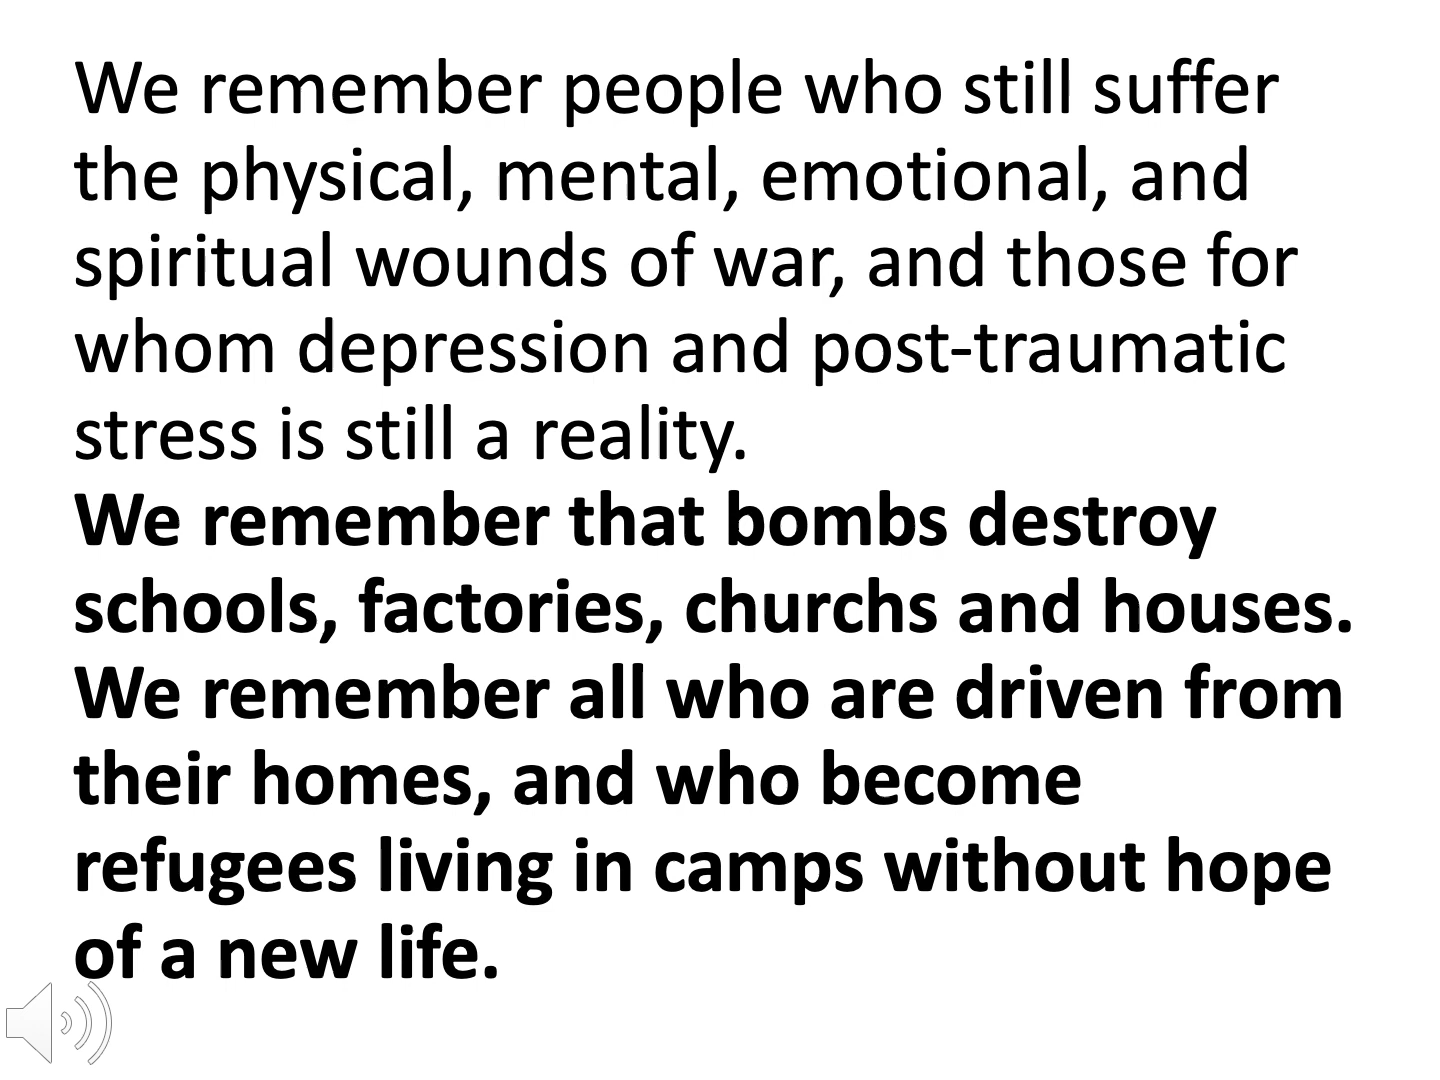 We remember people who still suffer
the physical, mental, emotional, and
spiritual wounds of war, and those for
whom depression and post-traumatic
stress is still a reality.
We remember that bombs destroy
schools, factories, churchs and houses.
We remember all who are driven from
their homes, and who become
refugees living in camps without hope
of a new life.